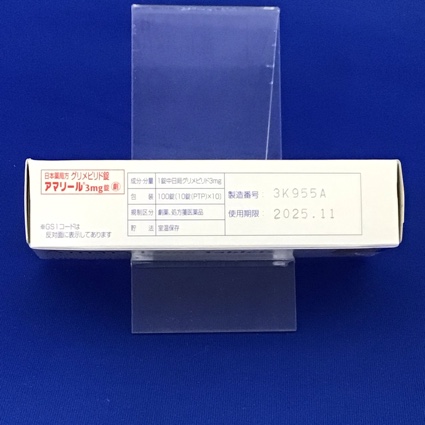 日本薬局方 グリメピリド錠
アマリール®3mg錠 劇
※GS1コードは
反対面に表示してあります
成分・分量 1錠中日局グリメピリド3mg
包装 100錠(10錠(PTP)×10)
規制区分 劇薬、処方箋医薬品
貯法 室温保存
製造番号 3K955A
使用期限 2025.11